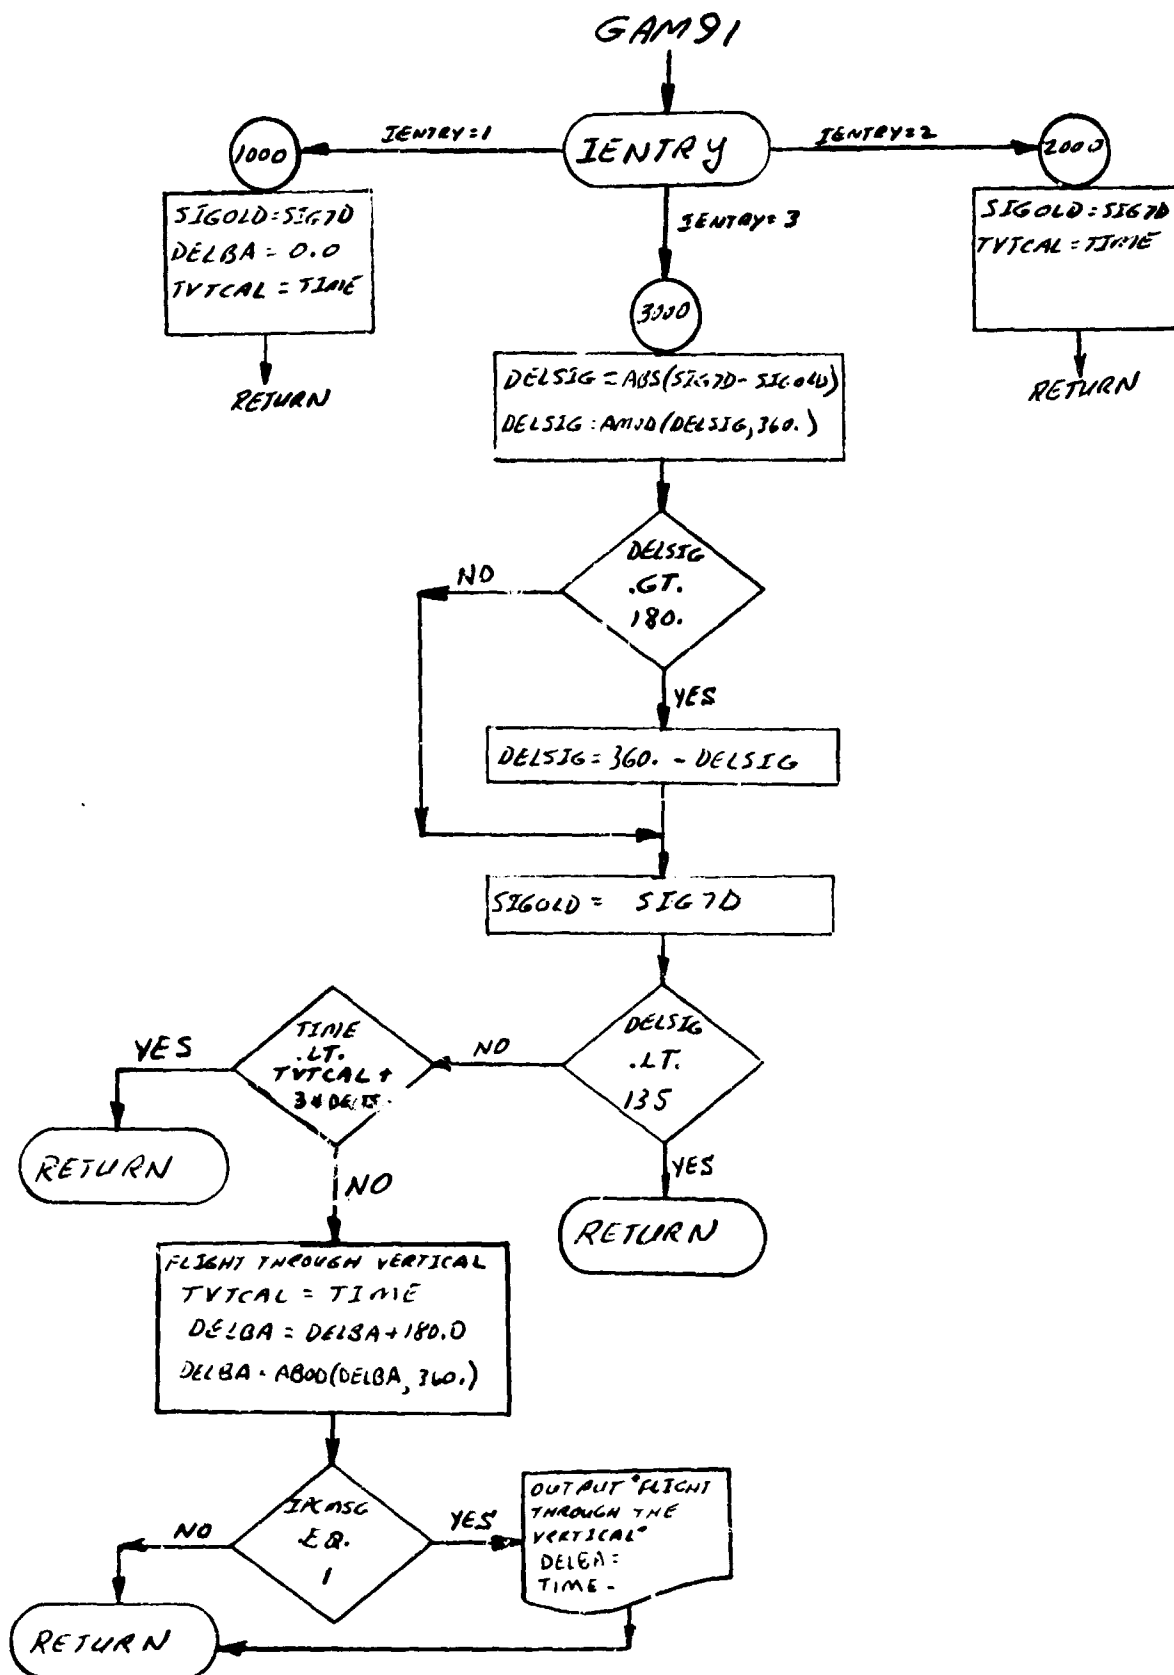 GAM91
IENTRY
IENTRY=1
IENTRY=2
IENTRY=3
1000
SIGOLD=SIG7D
DELBA = 0.0
TVTCAL = TIME
RETURN
2000
SIGOLD=SIG7D
TVTCAL=TIME
RETURN
3000
DELSIG=ABS(SIG7D-SIGOLD)
DELSIG=AMOD(DELSIG,360.)
DELSIG
.GT.
180.
NO
YES
DELSIG=360. - DELSIG
SIGOLD = SIG7D
DELSIG
.LT.
135
NO
YES
RETURN
TIME
.LT.
TVTCAL+
YES
RETURN
NO
FLIGHT THROUGH VERTICAL
TVTCAL = TIME
DELBA = DELBA+180.0
DELBA = ABOD(DELBA, 360.)
.EQ.
1
NO
YES
OUTPUT "FLIGHT
THROUGH THE
VERTICAL"
DELBA=
TIME-
RETURN